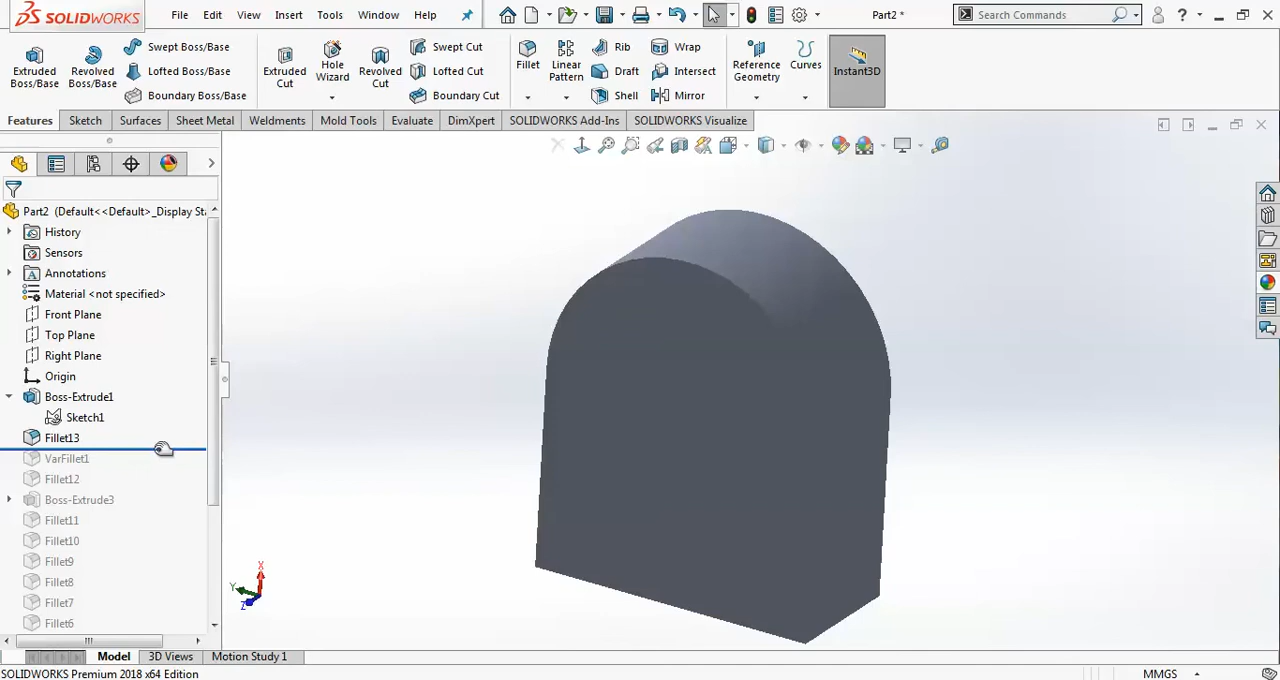 SOLIDWORKS
File Edit View Insert Tools Window Help
Part2 *
Search Commands
Extruded Boss/Base
Revolved Boss/Base
Swept Boss/Base
Lofted Boss/Base
Boundary Boss/Base
Extruded Cut
Hole Wizard
Revolved Cut
Swept Cut
Lofted Cut
Boundary Cut
Fillet
Linear Pattern
Rib
Draft
Shell
Wrap
Intersect
Mirror
Reference Geometry
Curves
Instant3D
Features Sketch Surfaces Sheet Metal Weldments Mold Tools Evaluate DimXpert SOLIDWORKS Add-Ins SOLIDWORKS Visualize
Part2 (Default<<Default>_Display Sta
History
Sensors
Annotations
Material <not specified>
Front Plane
Top Plane
Right Plane
Origin
Boss-Extrude1
Sketch1
Fillet13
VarFillet1
Fillet12
Boss-Extrude3
Fillet11
Fillet10
Fillet9
Fillet8
Fillet7
Fillet6
X
Y
Z
Model 3D Views Motion Study 1
SOLIDWORKS Premium 2018 x64 Edition
MMGS